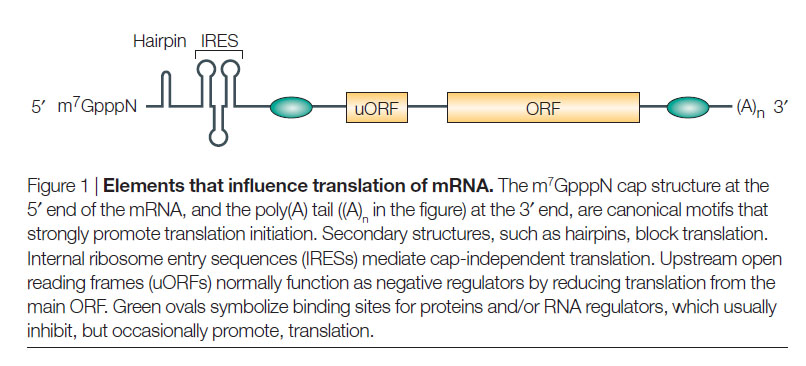 Hairpin IRES
5′ m⁷GpppN uORF ORF (A)ₙ 3′
Figure 1 | Elements that influence translation of mRNA. The m⁷GpppN cap structure at the
5′ end of the mRNA, and the poly(A) tail ((A)ₙ in the figure) at the 3′ end, are canonical motifs that
strongly promote translation initiation. Secondary structures, such as hairpins, block translation.
Internal ribosome entry sequences (IRESs) mediate cap-independent translation. Upstream open
reading frames (uORFs) normally function as negative regulators by reducing translation from the
main ORF. Green ovals symbolize binding sites for proteins and/or RNA regulators, which usually
inhibit, but occasionally promote, translation.